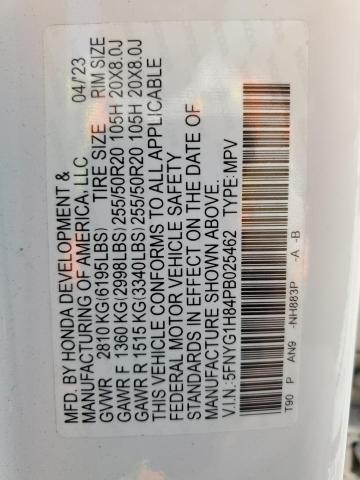 MFD. BY HONDA DEVELOPMENT & 04/'23
MANUFACTURING OF AMERICA, LLC
GVWR 2810 KG(6195LBS) TIRE SIZE RIM SIZE
GAWR F 1360 KG(2998LBS) 255/50R20 105H 20X8.0J
GAWR R 1515 KG(3340LBS) 255/50R20 105H 20X8.0J
THIS VEHICLE CONFORMS TO ALL APPLICABLE
FEDERAL MOTOR VEHICLE SAFETY
STANDARDS IN EFFECT ON THE DATE OF
MANUFACTURE SHOWN ABOVE.
V.I.N.: 5FNYG1H84PB025462 TYPE: MPV
T90 P AN9 -NH883P -A -B